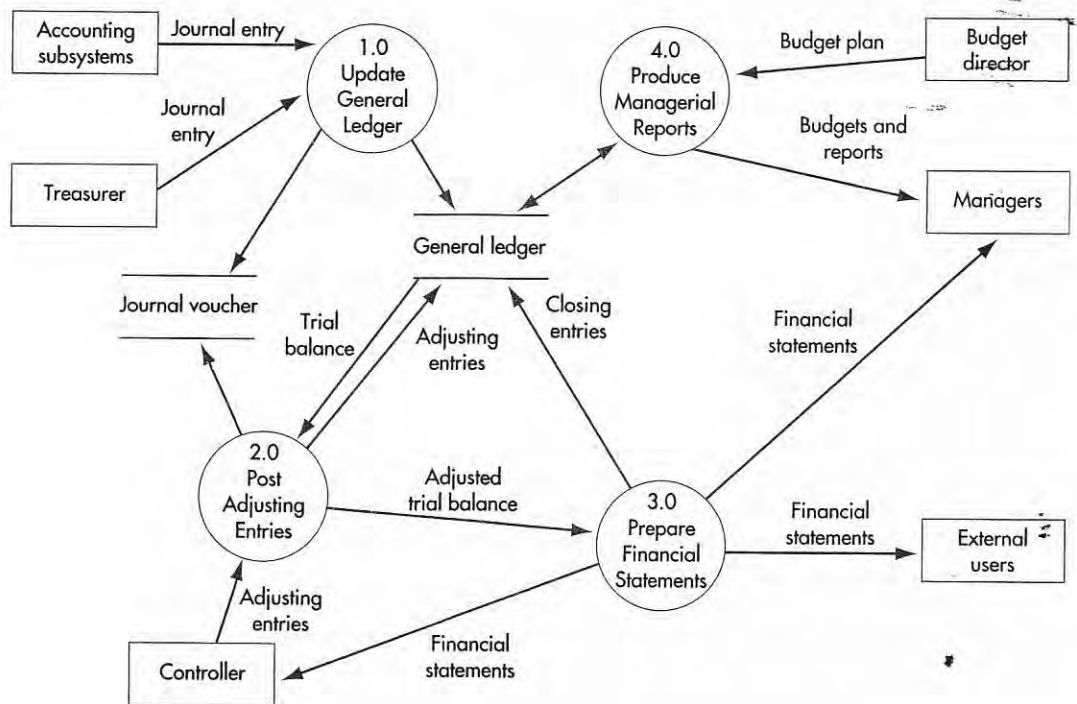 Accounting
subsystems
Journal entry
1.0
Update
General
Ledger
4.0
Produce
Managerial
Reports
Budget plan
Budget
director
Journal
entry
Budgets and
reports
Treasurer
Managers
General ledger
Journal voucher
Trial
balance
Adjusting
entries
Closing
entries
Financial
statements
2.0
Post
Adjusting
Entries
Adjusted
trial balance
3.0
Prepare
Financial
Statements
Financial
statements
External
users
Adjusting
entries
Controller
Financial
statements